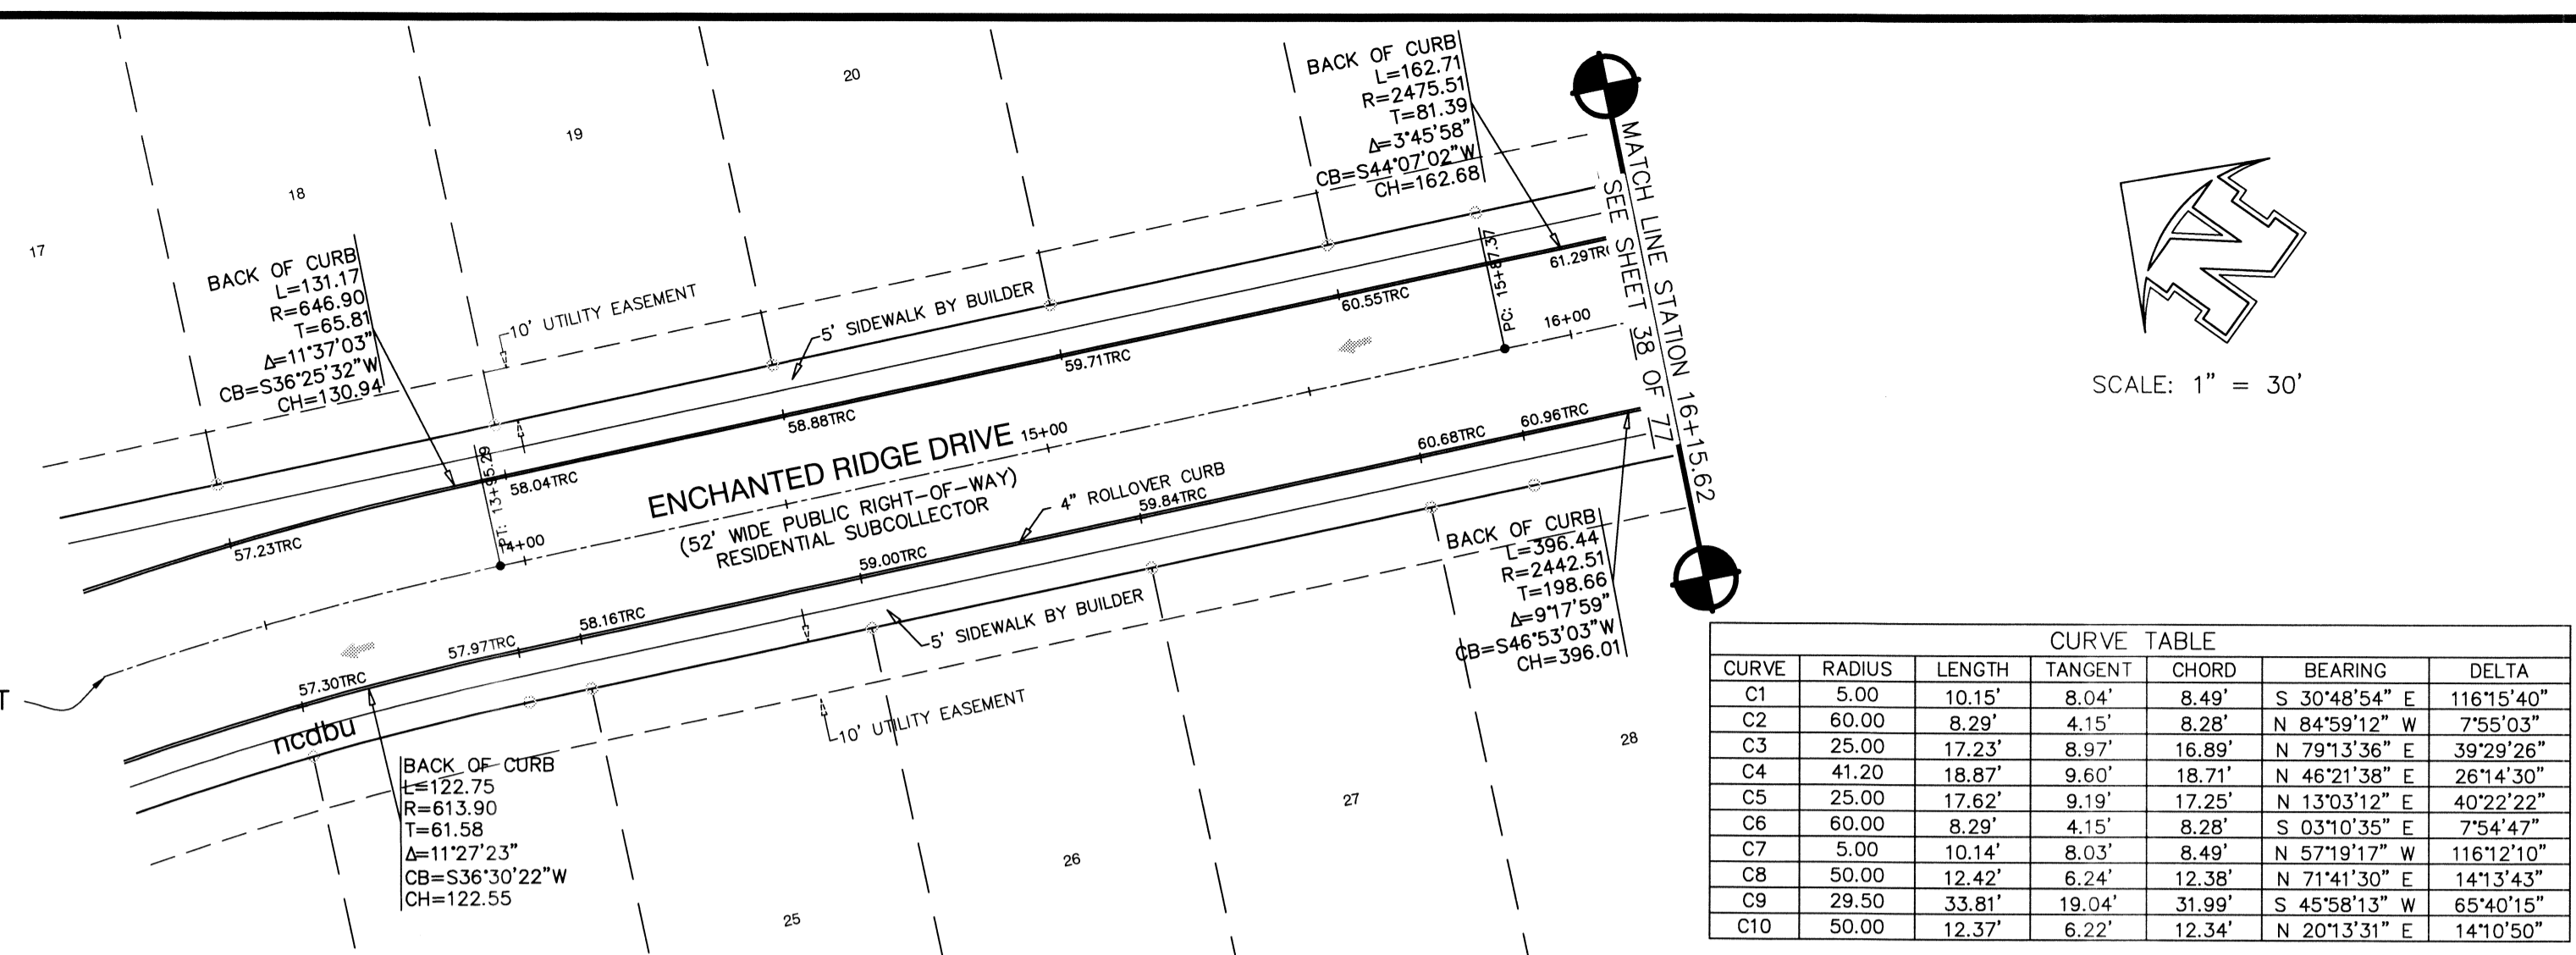 17
18
19
20
BACK OF CURB
L=131.17
R=646.90
T=65.81
Δ=11°37'03"
CB=S36°25'32"W
CH=130.94
10' UTILITY EASEMENT
5' SIDEWALK BY BUILDER
BACK OF CURB
L=162.71
R=2475.51
T=81.39
Δ=3°45'58"
CB=S44°07'02"W
CH=162.68
MATCH LINE STATION 16+15.62
SEE SHEET 38 OF 77
SCALE: 1" = 30'
57.23TRC
58.04TRC
58.88TRC
59.71TRC
60.55TRC
61.29TR
PT: 13+95.29
14+00
15+00
PC: 15+87.37
16+00
ENCHANTED RIDGE DRIVE
(52' WIDE PUBLIC RIGHT-OF-WAY)
RESIDENTIAL SUBCOLLECTOR
4" ROLLOVER CURB
57.30TRC
57.97TRC
58.16TRC
59.00TRC
59.84TRC
60.68TRC
60.96TRC
T
ncdbu
5' SIDEWALK BY BUILDER
10' UTILITY EASEMENT
BACK OF CURB
L=122.75
R=613.90
T=61.58
Δ=11°27'23"
CB=S36°30'22"W
CH=122.55
BACK OF CURB
L=396.44
R=2442.51
T=198.66
Δ=9°17'59"
CB=S46°53'03"W
CH=396.01
25
26
27
28
CURVE TABLE
CURVE RADIUS LENGTH TANGENT CHORD BEARING DELTA
C1 5.00 10.15' 8.04' 8.49' S 30°48'54" E 116°15'40"
C2 60.00 8.29' 4.15' 8.28' N 84°59'12" W 7°55'03"
C3 25.00 17.23' 8.97' 16.89' N 79°13'36" E 39°29'26"
C4 41.20 18.87' 9.60' 18.71' N 46°21'38" E 26°14'30"
C5 25.00 17.62' 9.19' 17.25' N 13°03'12" E 40°22'22"
C6 60.00 8.29' 4.15' 8.28' S 03°10'35" E 7°54'47"
C7 5.00 10.14' 8.03' 8.49' N 57°19'17" W 116°12'10"
C8 50.00 12.42' 6.24' 12.38' N 71°41'30" E 14°13'43"
C9 29.50 33.81' 19.04' 31.99' S 45°58'13" W 65°40'15"
C10 50.00 12.37' 6.22' 12.34' N 20°13'31" E 14°10'50"